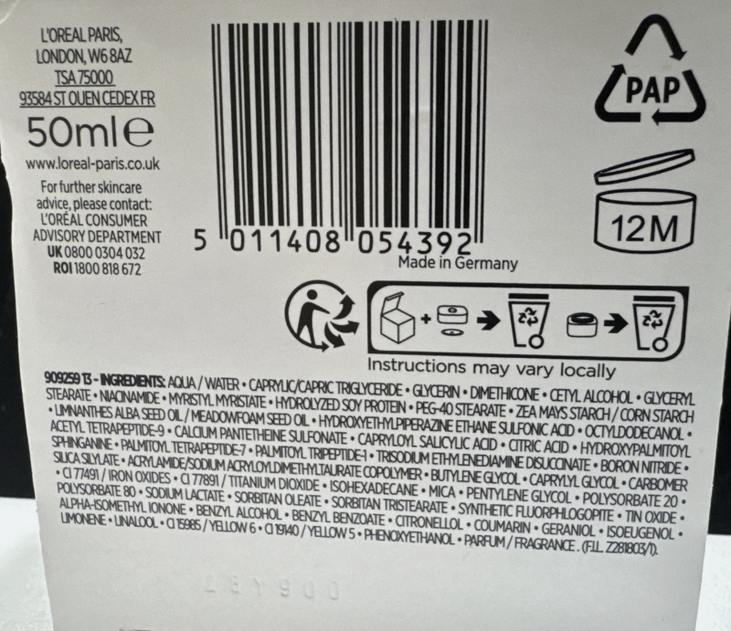 L'OREAL PARIS,
LONDON, W6 8AZ
TSA 75000
93584 ST OUEN CEDEX FR
50ml e
www.loreal-paris.co.uk
For further skincare
advice, please contact:
L'ORÉAL CONSUMER
ADVISORY DEPARTMENT
UK 0800 0304 032
ROI 1800 818 672
5 011408 054392
Made in Germany
PAP
12M
Instructions may vary locally
909259 13 - INGREDIENTS: AQUA / WATER • CAPRYLIC/CAPRIC TRIGLYCERIDE • GLYCERIN • DIMETHICONE • CETYL ALCOHOL • GLYCERYL
STEARATE • NIACINAMIDE • MYRISTYL MYRISTATE • HYDROLYZED SOY PROTEIN • PEG-40 STEARATE • ZEA MAYS STARCH / CORN STARCH
• LIMNANTHES ALBA SEED OIL / MEADOWFOAM SEED OIL • HYDROXYETHYLPIPERAZINE ETHANE SULFONIC ACID • OCTYLDODECANOL •
ACETYL TETRAPEPTIDE-9 • CALCIUM PANTETHEINE SULFONATE • CAPRYLOYL SALICYLIC ACID • CITRIC ACID • HYDROXYPALMITOYL
SPHINGANINE • PALMITOYL TETRAPEPTIDE-7 • PALMITOYL TRIPEPTIDE-1 • TRISODIUM ETHYLENEDIAMINE DISUCCINATE • BORON NITRIDE •
SILICA SILYLATE • ACRYLAMIDE/SODIUM ACRYLOYLDIMETHYLTAURATE COPOLYMER • BUTYLENE GLYCOL • CAPRYLYL GLYCOL • CARBOMER
• CI 77491 / IRON OXIDES • CI 77891 / TITANIUM DIOXIDE • ISOHEXADECANE • MICA • PENTYLENE GLYCOL • POLYSORBATE 20 •
POLYSORBATE 80 • SODIUM LACTATE • SORBITAN OLEATE • SORBITAN TRISTEARATE • SYNTHETIC FLUORPHLOGOPITE • TIN OXIDE •
ALPHA-ISOMETHYL IONONE • BENZYL ALCOHOL • BENZYL BENZOATE • CITRONELLOL • COUMARIN • GERANIOL • ISOEUGENOL •
LIMONENE • LINALOOL • CI 15985 / YELLOW 6 • CI 19140 / YELLOW 5 • PHENOXYETHANOL • PARFUM / FRAGRANCE. (F.I.L. Z281803/1).